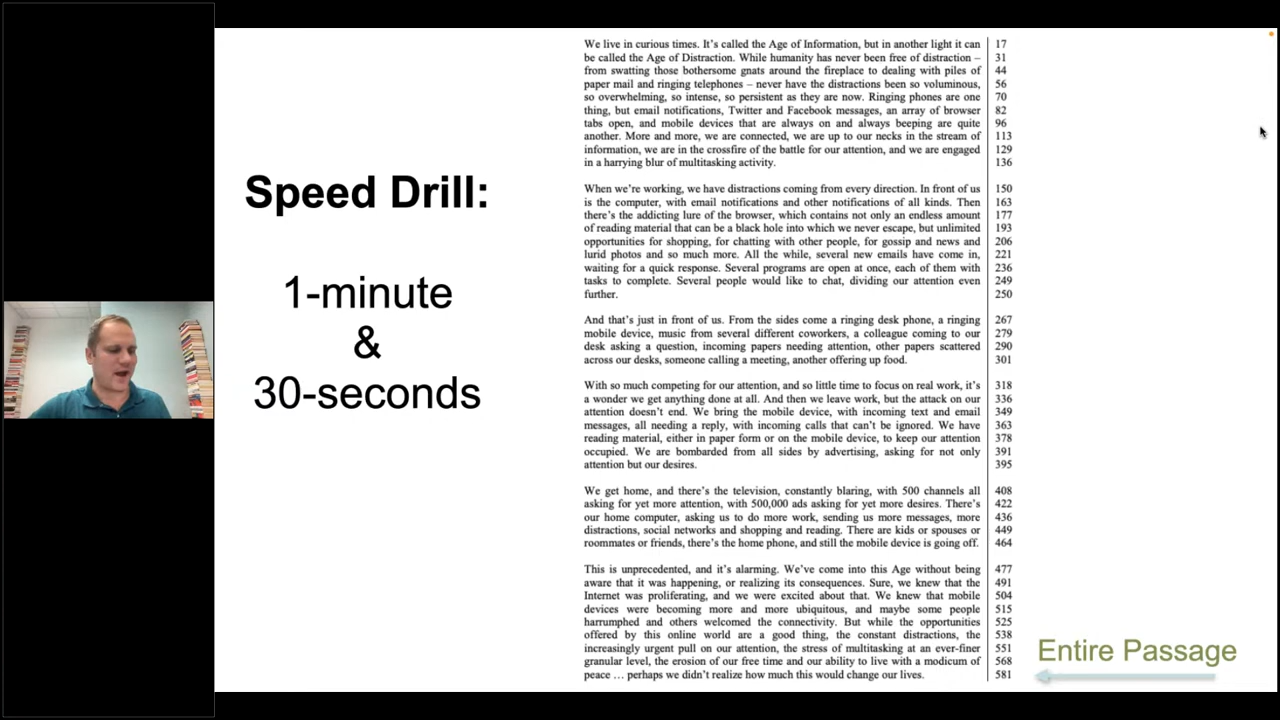 Speed Drill:
1-minute
&
30-seconds
We live in curious times. It's called the Age of Information, but in another light it can 17
be called the Age of Distraction. While humanity has never been free of distraction – 31
from swatting those bothersome gnats around the fireplace to dealing with piles of 44
paper mail and ringing telephones – never have the distractions been so voluminous, 56
so overwhelming, so intense, so persistent as they are now. Ringing phones are one 70
thing, but email notifications, Twitter and Facebook messages, an array of browser 82
tabs open, and mobile devices that are always on and always beeping are quite 96
another. More and more, we are connected, we are up to our necks in the stream of 113
information, we are in the crossfire of the battle for our attention, and we are engaged 129
in a harrying blur of multitasking activity. 136
When we're working, we have distractions coming from every direction. In front of us 150
is the computer, with email notifications and other notifications of all kinds. Then 163
there's the addicting lure of the browser, which contains not only an endless amount 177
of reading material that can be a black hole into which we never escape, but unlimited 193
opportunities for shopping, for chatting with other people, for gossip and news and 206
lurid photos and so much more. All the while, several new emails have come in, 221
waiting for a quick response. Several programs are open at once, each of them with 236
tasks to complete. Several people would like to chat, dividing our attention even 249
further. 250
And that's just in front of us. From the sides come a ringing desk phone, a ringing 267
mobile device, music from several different coworkers, a colleague coming to our 279
desk asking a question, incoming papers needing attention, other papers scattered 290
across our desks, someone calling a meeting, another offering up food. 301
With so much competing for our attention, and so little time to focus on real work, it's 318
a wonder we get anything done at all. And then we leave work, but the attack on our 336
attention doesn't end. We bring the mobile device, with incoming text and email 349
messages, all needing a reply, with incoming calls that can't be ignored. We have 363
reading material, either in paper form or on the mobile device, to keep our attention 378
occupied. We are bombarded from all sides by advertising, asking for not only 391
attention but our desires. 395
We get home, and there's the television, constantly blaring, with 500 channels all 408
asking for yet more attention, with 500,000 ads asking for yet more desires. There's 422
our home computer, asking us to do more work, sending us more messages, more 436
distractions, social networks and shopping and reading. There are kids or spouses or 449
roommates or friends, there's the home phone, and still the mobile device is going off. 464
This is unprecedented, and it's alarming. We've come into this Age without being 477
aware that it was happening, or realizing its consequences. Sure, we knew that the 491
Internet was proliferating, and we were excited about that. We knew that mobile 504
devices were becoming more and more ubiquitous, and maybe some people 515
harrumphed and others welcomed the connectivity. But while the opportunities 525
offered by this online world are a good thing, the constant distractions, the 538
increasingly urgent pull on our attention, the stress of multitasking at an ever-finer 551
granular level, the erosion of our free time and our ability to live with a modicum of 568
peace … perhaps we didn't realize how much this would change our lives. 581
Entire Passage